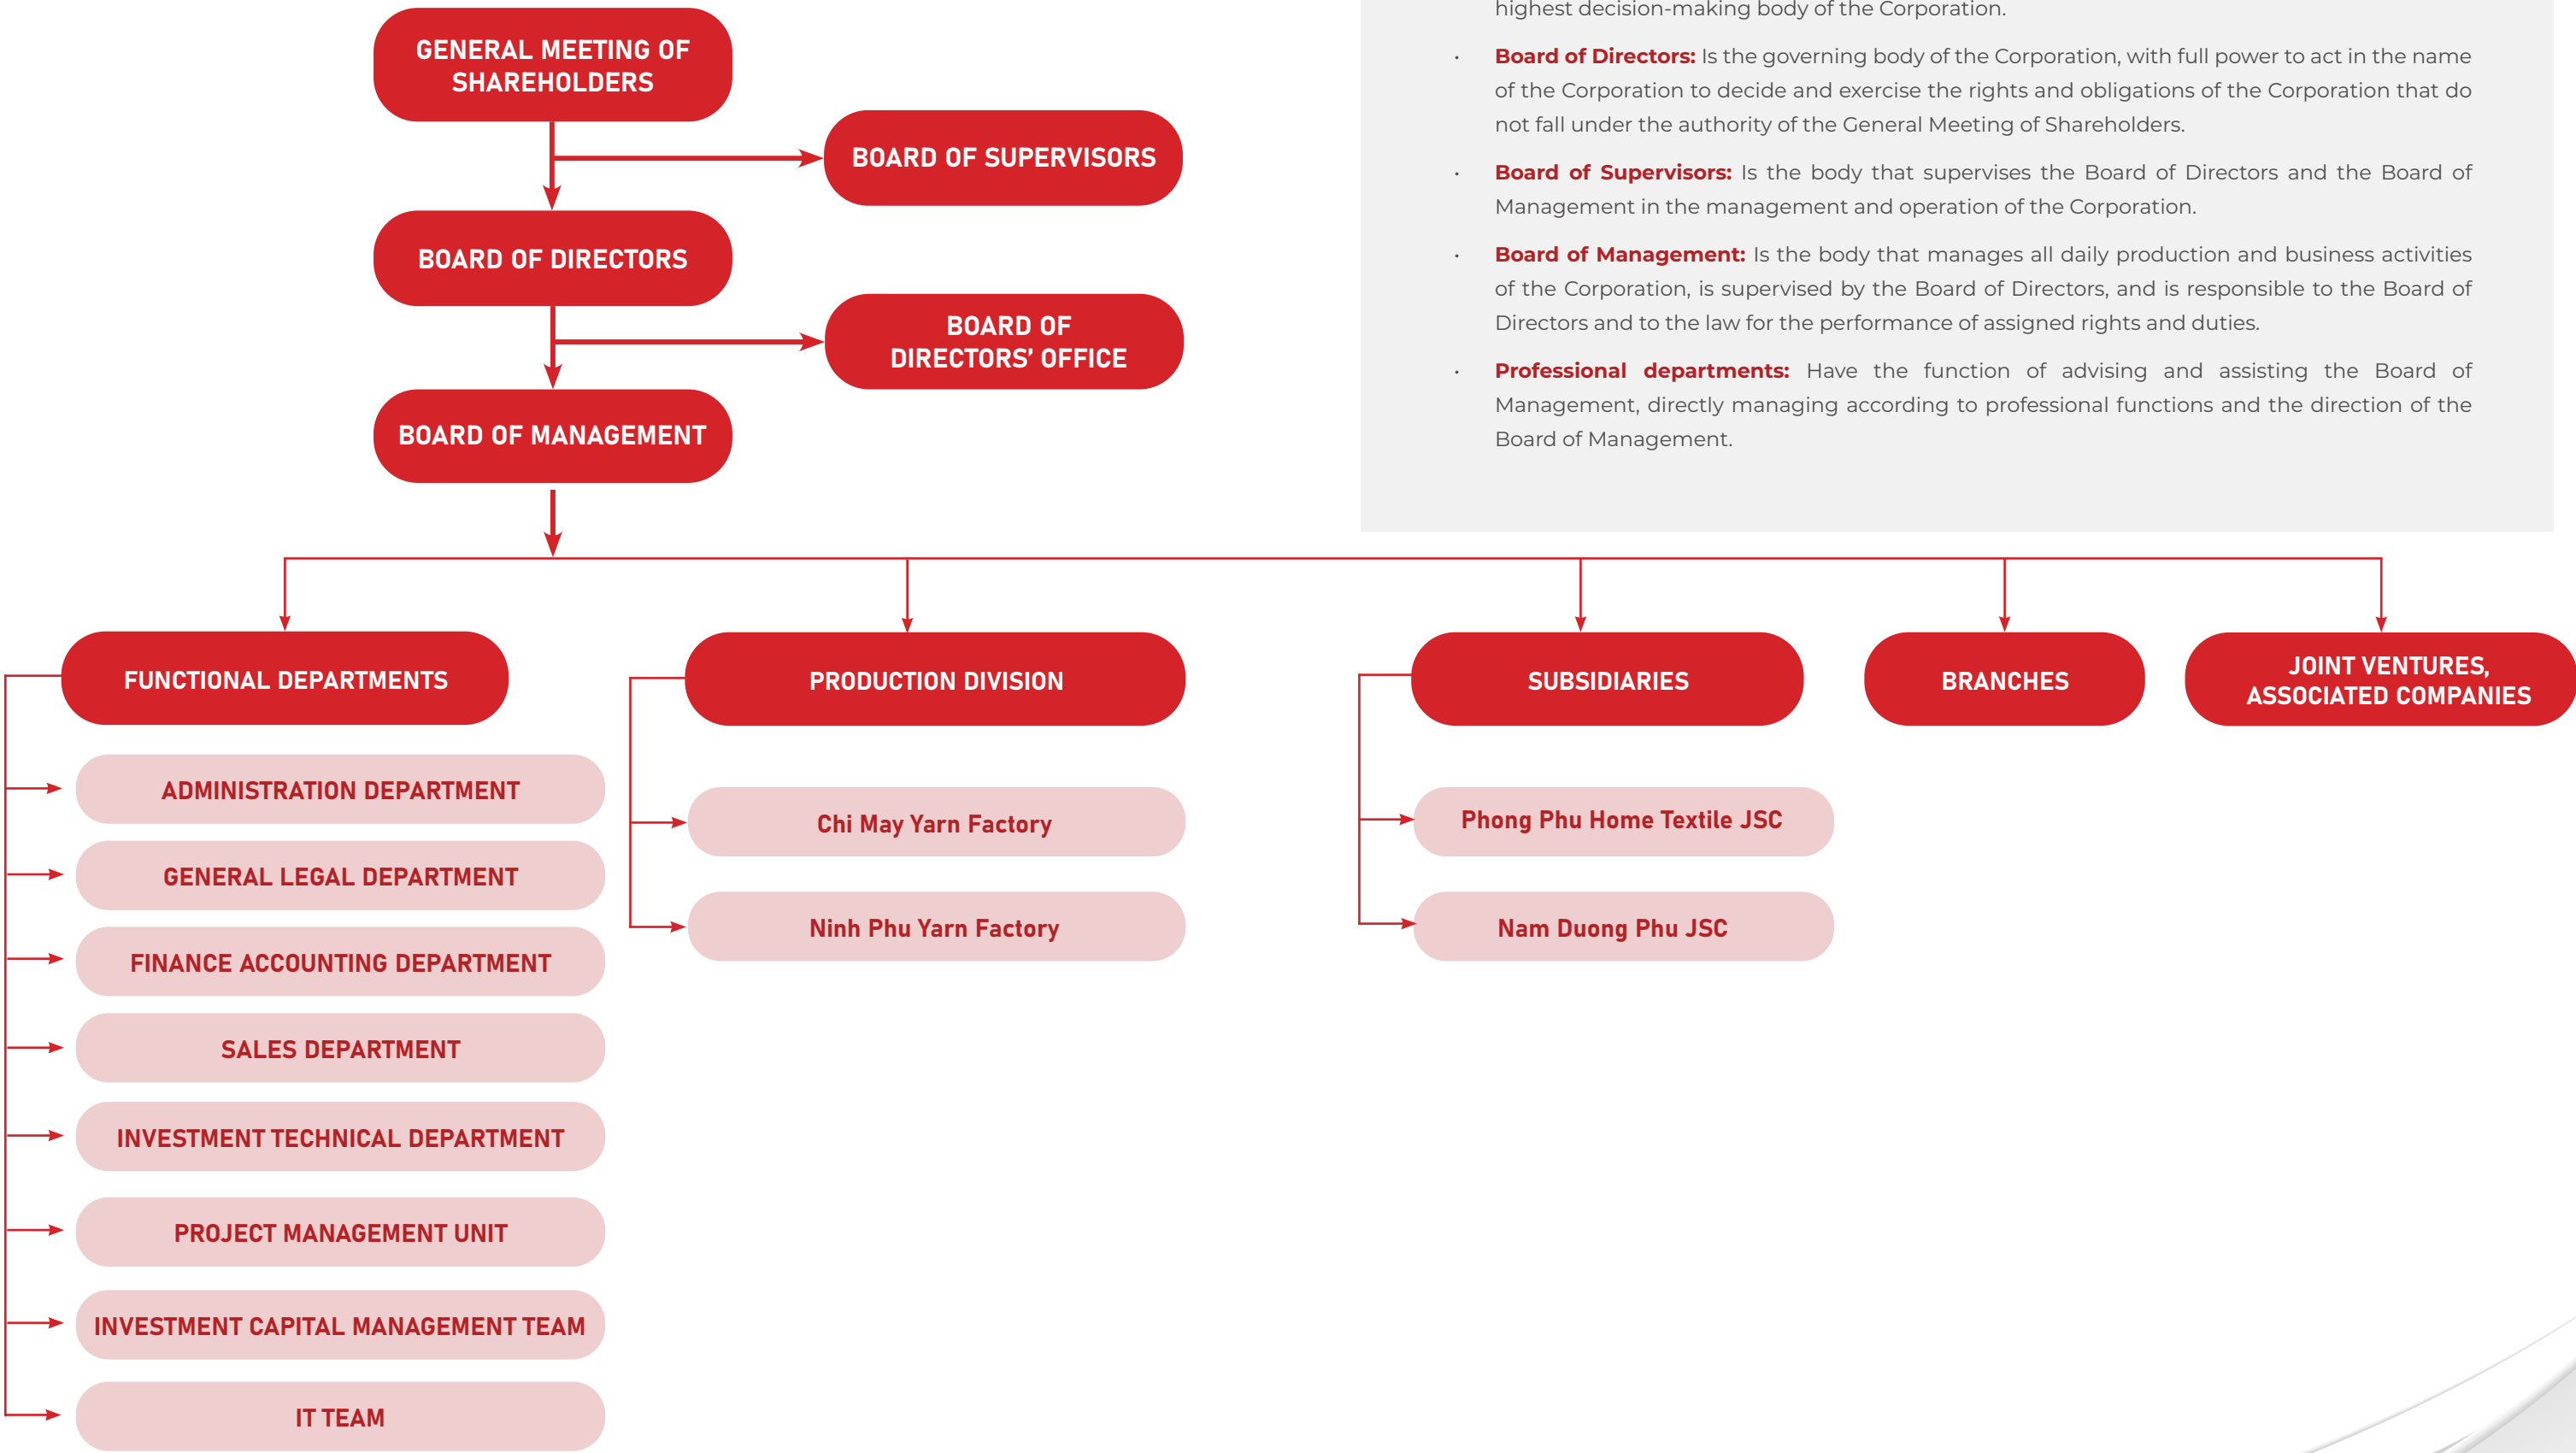 GENERAL MEETING OF
SHAREHOLDERS
BOARD OF SUPERVISORS
BOARD OF DIRECTORS
BOARD OF
DIRECTORS’ OFFICE
BOARD OF MANAGEMENT
highest decision-making body of the Corporation.
· Board of Directors: Is the governing body of the Corporation, with full power to act in the name
of the Corporation to decide and exercise the rights and obligations of the Corporation that do
not fall under the authority of the General Meeting of Shareholders.
· Board of Supervisors: Is the body that supervises the Board of Directors and the Board of
Management in the management and operation of the Corporation.
· Board of Management: Is the body that manages all daily production and business activities
of the Corporation, is supervised by the Board of Directors, and is responsible to the Board of
Directors and to the law for the performance of assigned rights and duties.
· Professional departments: Have the function of advising and assisting the Board of
Management, directly managing according to professional functions and the direction of the
Board of Management.
FUNCTIONAL DEPARTMENTS
ADMINISTRATION DEPARTMENT
GENERAL LEGAL DEPARTMENT
FINANCE ACCOUNTING DEPARTMENT
SALES DEPARTMENT
INVESTMENT TECHNICAL DEPARTMENT
PROJECT MANAGEMENT UNIT
INVESTMENT CAPITAL MANAGEMENT TEAM
IT TEAM
PRODUCTION DIVISION
Chi May Yarn Factory
Ninh Phu Yarn Factory
SUBSIDIARIES
Phong Phu Home Textile JSC
Nam Duong Phu JSC
BRANCHES
JOINT VENTURES,
ASSOCIATED COMPANIES